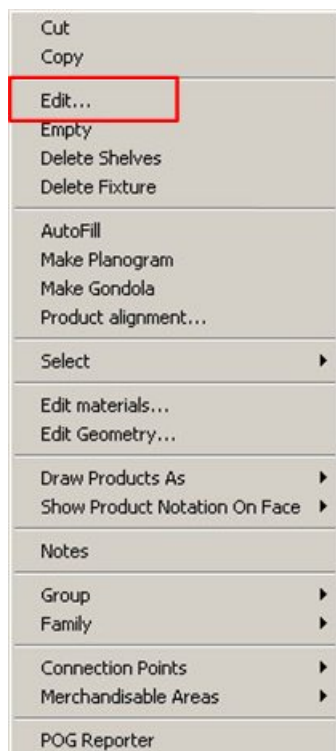 Cut
Copy
Edit...
Empty
Delete Shelves
Delete Fixture
AutoFill
Make Planogram
Make Gondola
Product alignment...
Select
Edit materials...
Edit Geometry...
Draw Products As
Show Product Notation On Face
Notes
Group
Family
Connection Points
Merchandisable Areas
POG Reporter